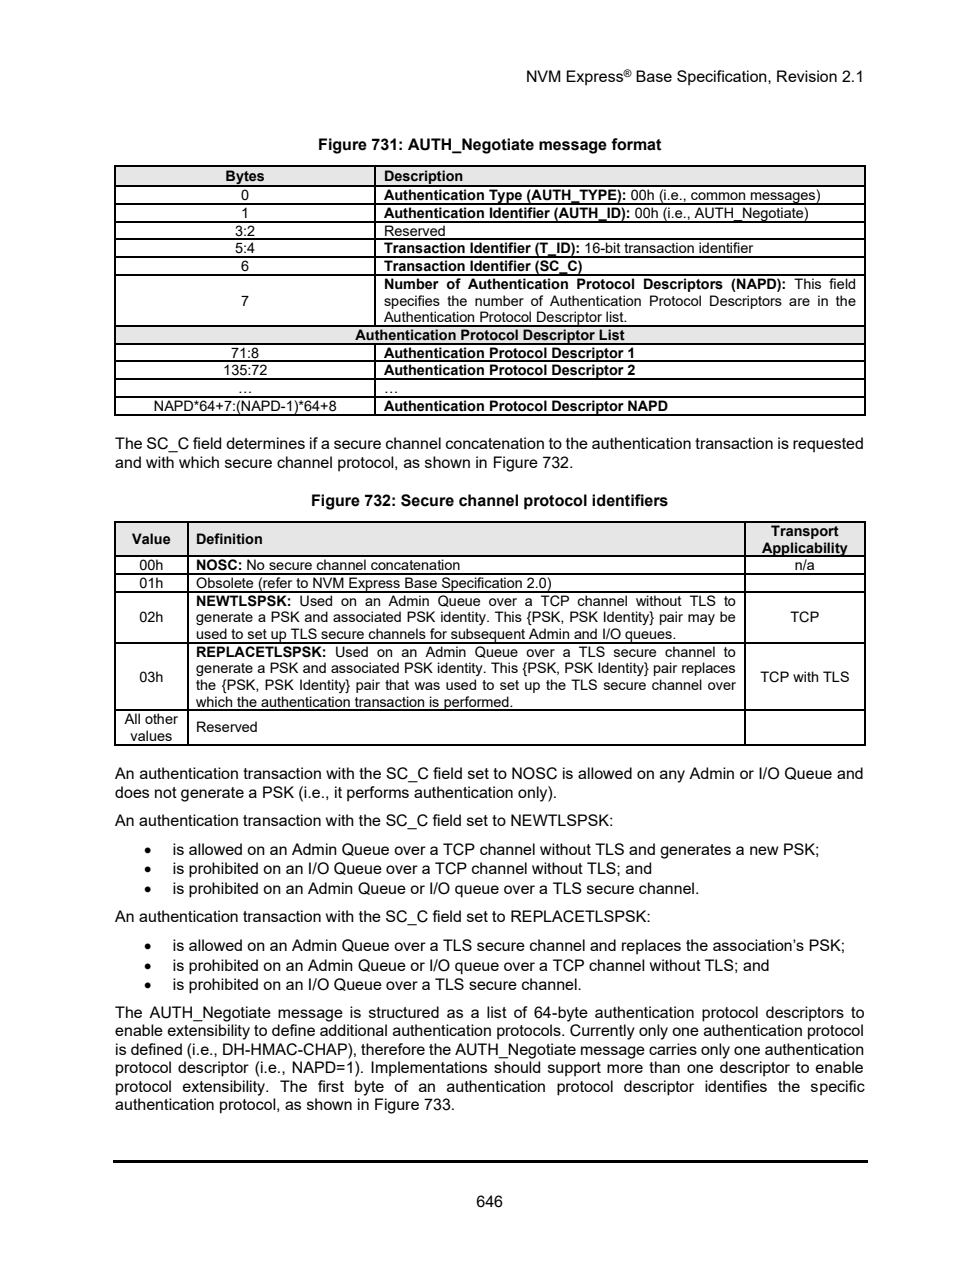 NVM Express® Base Specification, Revision 2.1
Figure 731: AUTH_Negotiate message format
Bytes Description
0 Authentication Type (AUTH_TYPE): 00h (i.e., common messages)
1 Authentication Identifier (AUTH_ID): 00h (i.e., AUTH_Negotiate)
3:2 Reserved
5:4 Transaction Identifier (T_ID): 16-bit transaction identifier
6 Transaction Identifier (SC_C)
7 Number of Authentication Protocol Descriptors (NAPD): This field
specifies the number of Authentication Protocol Descriptors are in the
Authentication Protocol Descriptor list.
Authentication Protocol Descriptor List
71:8 Authentication Protocol Descriptor 1
135:72 Authentication Protocol Descriptor 2
… …
NAPD*64+7:(NAPD-1)*64+8 Authentication Protocol Descriptor NAPD
The SC_C field determines if a secure channel concatenation to the authentication transaction is requested
and with which secure channel protocol, as shown in Figure 732.
Figure 732: Secure channel protocol identifiers
Value Definition Transport
Applicability
00h NOSC: No secure channel concatenation n/a
01h Obsolete (refer to NVM Express Base Specification 2.0)
02h NEWTLSPSK: Used on an Admin Queue over a TCP channel without TLS to
generate a PSK and associated PSK identity. This {PSK, PSK Identity} pair may be
used to set up TLS secure channels for subsequent Admin and I/O queues.
TCP
03h REPLACETLSPSK: Used on an Admin Queue over a TLS secure channel to
generate a PSK and associated PSK identity. This {PSK, PSK Identity} pair replaces
the {PSK, PSK Identity} pair that was used to set up the TLS secure channel over
which the authentication transaction is performed.
TCP with TLS
All other
values
Reserved
An authentication transaction with the SC_C field set to NOSC is allowed on any Admin or I/O Queue and
does not generate a PSK (i.e., it performs authentication only).
An authentication transaction with the SC_C field set to NEWTLSPSK:
• is allowed on an Admin Queue over a TCP channel without TLS and generates a new PSK;
• is prohibited on an I/O Queue over a TCP channel without TLS; and
• is prohibited on an Admin Queue or I/O queue over a TLS secure channel.
An authentication transaction with the SC_C field set to REPLACETLSPSK:
• is allowed on an Admin Queue over a TLS secure channel and replaces the association's PSK;
• is prohibited on an Admin Queue or I/O queue over a TCP channel without TLS; and
• is prohibited on an I/O Queue over a TLS secure channel.
The AUTH_Negotiate message is structured as a list of 64-byte authentication protocol descriptors to
enable extensibility to define additional authentication protocols. Currently only one authentication protocol
is defined (i.e., DH-HMAC-CHAP), therefore the AUTH_Negotiate message carries only one authentication
protocol descriptor (i.e., NAPD=1). Implementations should support more than one descriptor to enable
protocol extensibility. The first byte of an authentication protocol descriptor identifies the specific
authentication protocol, as shown in Figure 733.
646